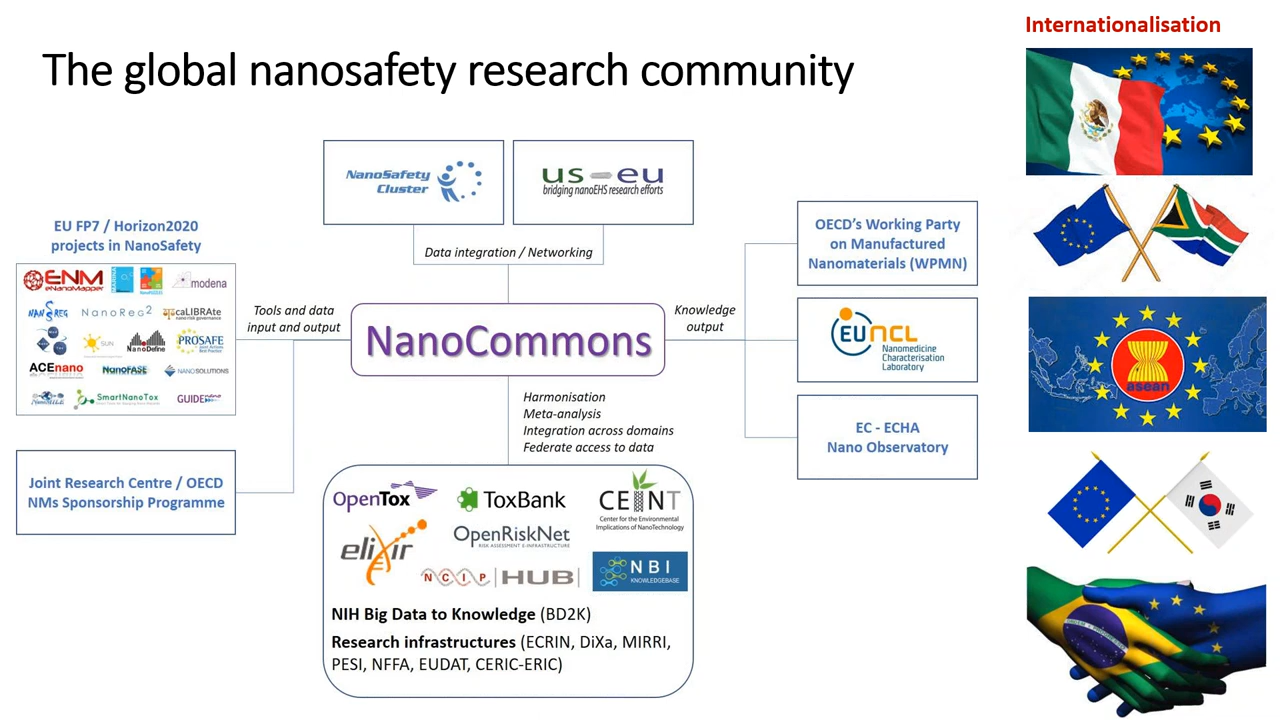 Internationalisation
The global nanosafety research community
NanoSafety
Cluster
us eu
bridging nanoEHS research efforts
EU FP7 / Horizon2020
projects in NanoSafety
Data integration / Networking
OECD's Working Party
on Manufactured
Nanomaterials (WPMN)
ENM
eNanoMapper
modena
NanoReg²
caLIBRAte
SUN
NanoDefine
PROSAFE
ACEnano
NanoFASE
NANOSOLUTIONS
SmartNanoTox
GUIDEnano
Tools and data
input and output
NanoCommons
Knowledge
output
EUNCL
Nanomedicine
Characterisation
Laboratory
asean
Harmonisation
Meta-analysis
Integration across domains
Federate access to data
EC - ECHA
Nano Observatory
Joint Research Centre / OECD
NMs Sponsorship Programme
OpenTox
ToxBank
CEINT
Center for the Environmental
Implications of NanoTechnology
elixir
OpenRiskNet
RISK ASSESSMENT E-INFRASTRUCTURE
NCIP HUB
NBI
KNOWLEDGEBASE
NIH Big Data to Knowledge (BD2K)
Research infrastructures (ECRIN, DiXa, MIRRI,
PESI, NFFA, EUDAT, CERIC-ERIC)